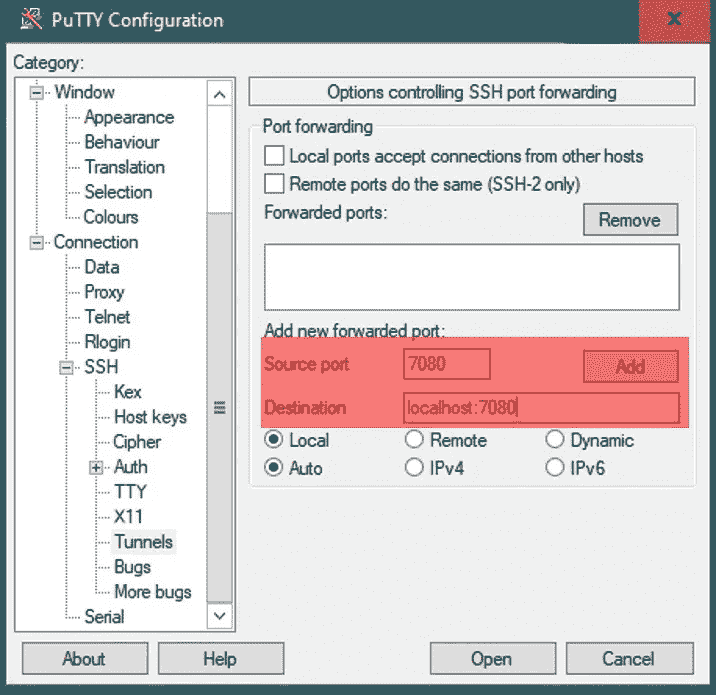 PuTTY Configuration
Category:
Window
Appearance
Behaviour
Translation
Selection
Colours
Connection
Data
Proxy
Telnet
Rlogin
SSH
Kex
Host keys
Cipher
Auth
TTY
X11
Tunnels
Bugs
More bugs
Serial
Options controlling SSH port forwarding
Port forwarding
Local ports accept connections from other hosts
Remote ports do the same (SSH-2 only)
Forwarded ports:
Remove
Add new forwarded port:
Source port 7080 Add
Destination localhost:7080
Local Remote Dynamic
Auto IPv4 IPv6
About Help Open Cancel